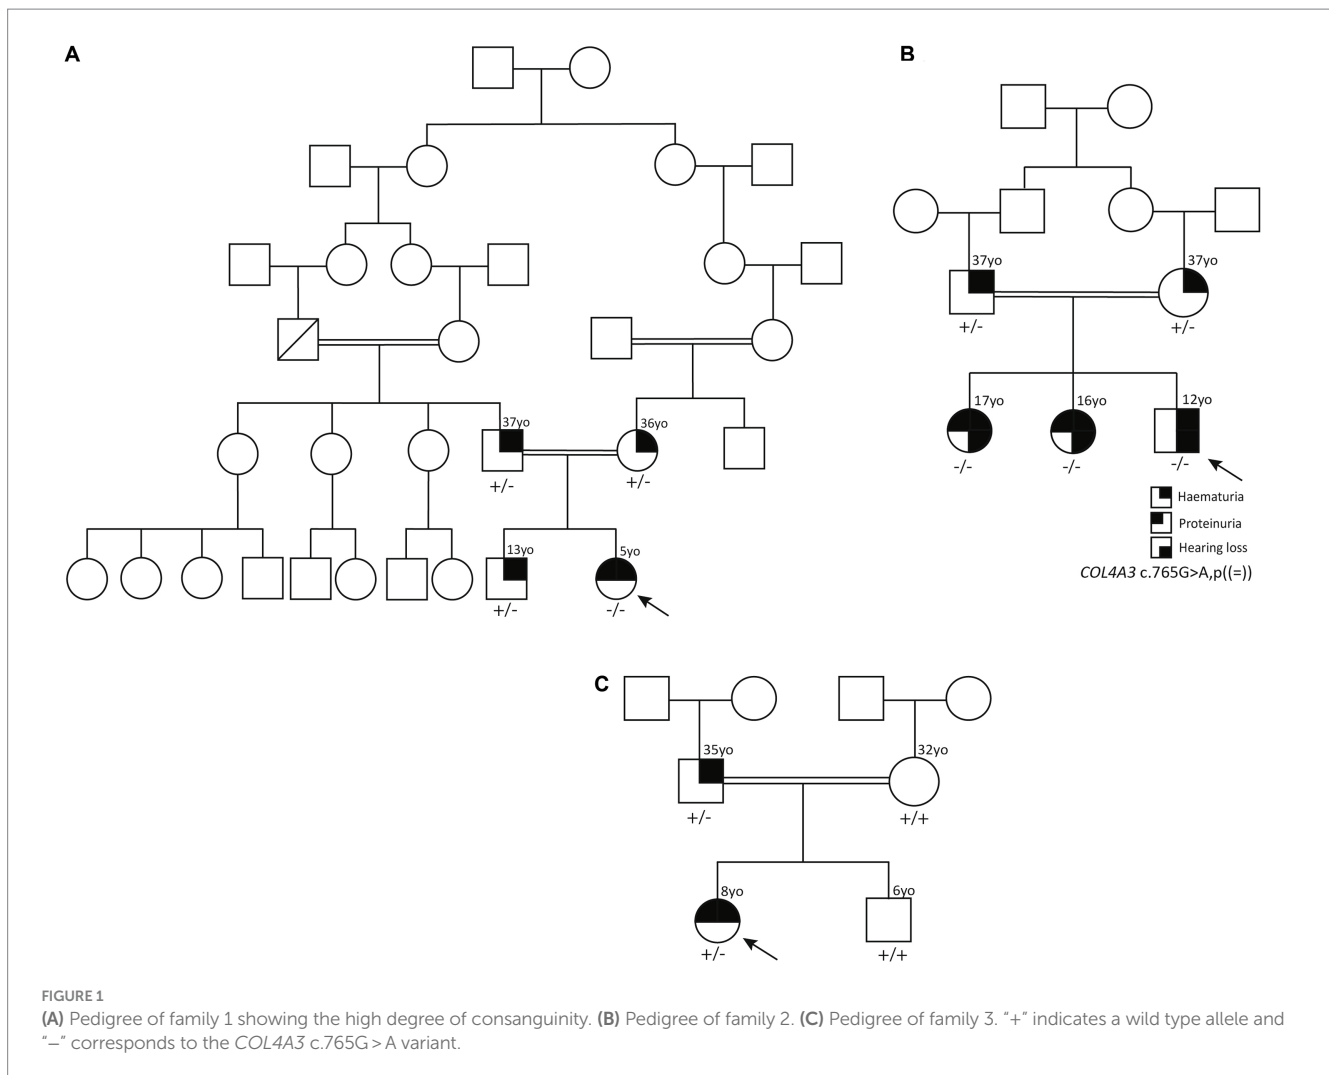 A
B
37yo
37yo
+/-
+/-
17yo
16yo
12yo
-/-
-/-
-/-
Haematuria
Proteinuria
Hearing loss
COL4A3 c.765G>A,p((=))
37yo
36yo
+/-
+/-
13yo
5yo
+/-
-/-
C
35yo
32yo
+/-
+/+
8yo
6yo
+/-
+/+
FIGURE 1
(A) Pedigree of family 1 showing the high degree of consanguinity. (B) Pedigree of family 2. (C) Pedigree of family 3. "+" indicates a wild type allele and
"–" corresponds to the COL4A3 c.765G > A variant.